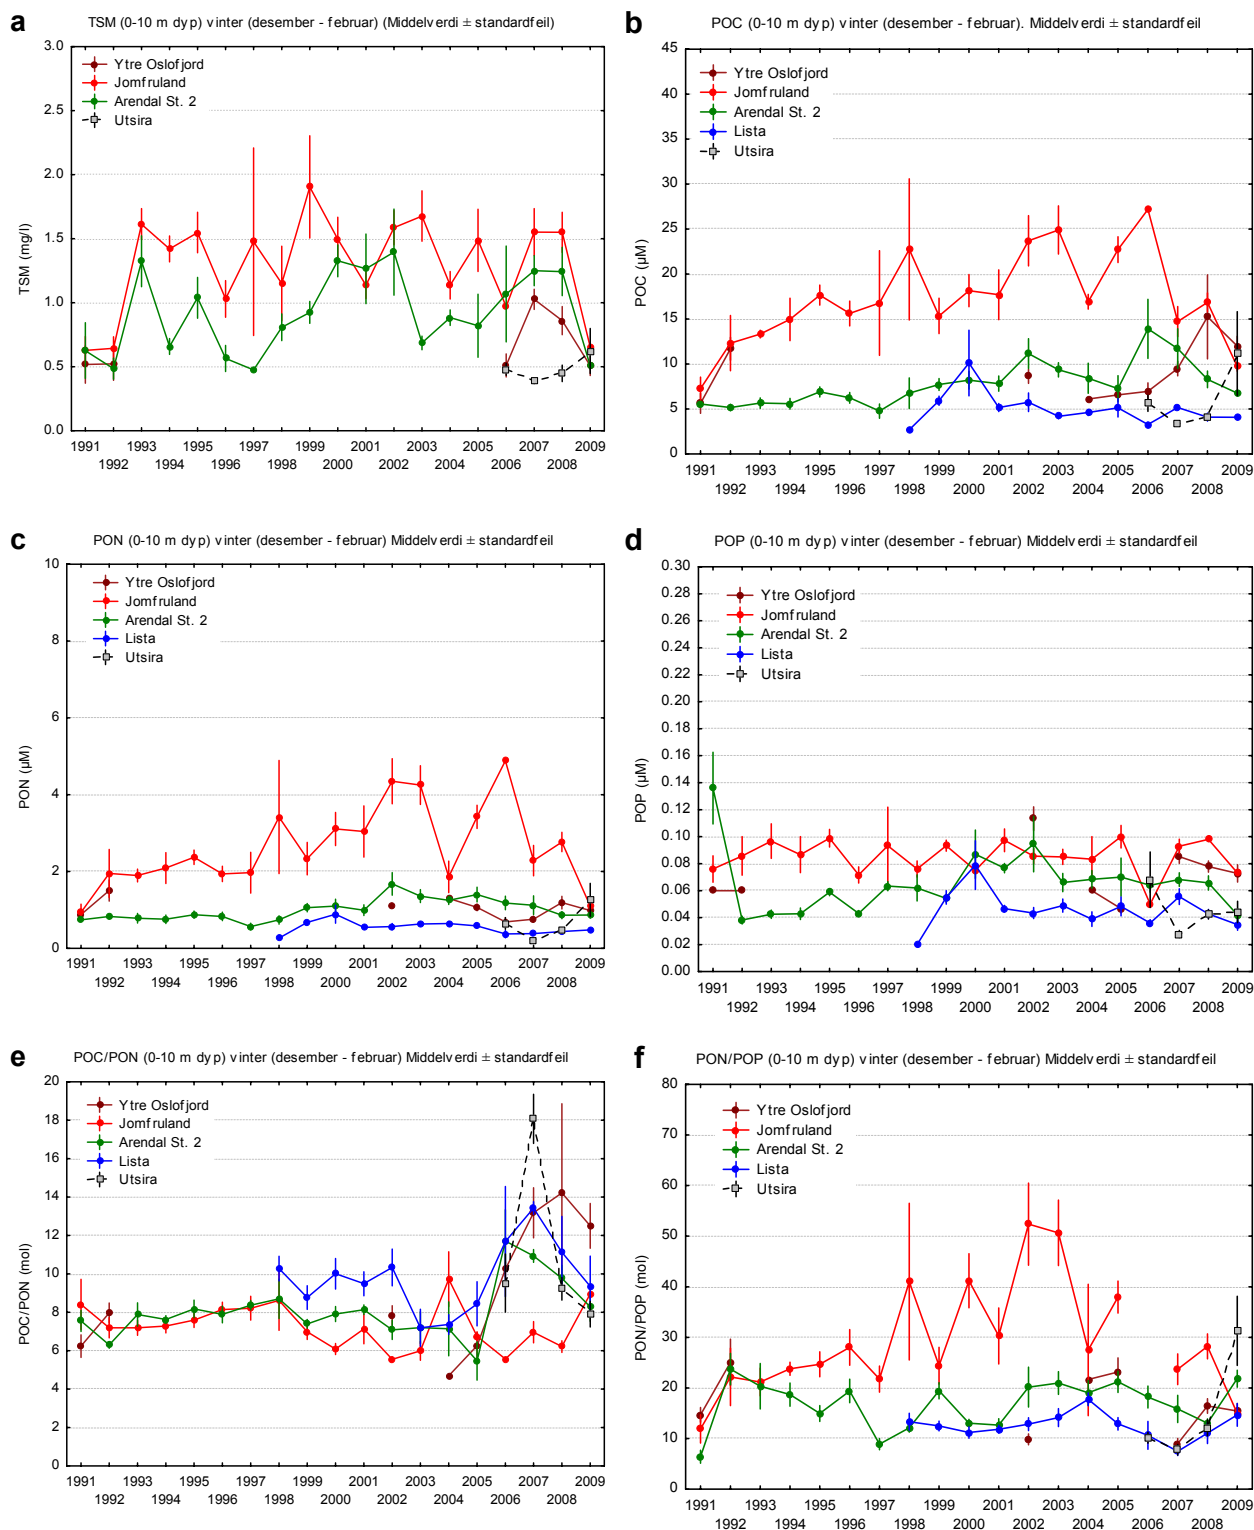 a
TSM (0-10 m dyp) vinter (desember - februar) (Middelverdi ± standardfeil)
3.0
2.5
2.0
1.5
1.0
0.5
0.0
TSM (mg/l)
Ytre Oslofjord
Jomfruland
Arendal St. 2
Utsira
1991 1993 1995 1997 1999 2001 2003 2005 2007 2009
1992 1994 1996 1998 2000 2002 2004 2006 2008
b
POC (0-10 m dyp) vinter (desember - februar). Middelverdi ± standardfeil
45
40
35
30
25
20
15
10
5
0
POC (µM)
Ytre Oslofjord
Jomfruland
Arendal St. 2
Lista
Utsira
1991 1993 1995 1997 1999 2001 2003 2005 2007 2009
1992 1994 1996 1998 2000 2002 2004 2006 2008
c
PON (0-10 m dyp) vinter (desember - februar) Middelverdi ± standardfeil
10
8
6
4
2
0
PON (µM)
Ytre Oslofjord
Jomfruland
Arendal St. 2
Lista
Utsira
1991 1993 1995 1997 1999 2001 2003 2005 2007 2009
1992 1994 1996 1998 2000 2002 2004 2006 2008
d
POP (0-10 m dyp) vinter (desember - februar) Middelverdi ± standardfeil
0.30
0.28
0.26
0.24
0.22
0.20
0.18
0.16
0.14
0.12
0.10
0.08
0.06
0.04
0.02
0.00
POP (µM)
Ytre Oslofjord
Jomfruland
Arendal St. 2
Lista
Utsira
1991 1993 1995 1997 1999 2001 2003 2005 2007 2009
1992 1994 1996 1998 2000 2002 2004 2006 2008
e
POC/PON (0-10 m dyp) vinter (desember - februar) Middelverdi ± standardfeil
20
18
16
14
12
10
8
6
4
2
0
POC/PON (mol)
Ytre Oslofjord
Jomfruland
Arendal St. 2
Lista
Utsira
1991 1993 1995 1997 1999 2001 2003 2005 2007 2009
1992 1994 1996 1998 2000 2002 2004 2006 2008
f
PON/POP (0-10 m dyp) vinter (desember - februar) Middelverdi ± standardfeil
80
70
60
50
40
30
20
10
0
PON/POP (mol)
Ytre Oslofjord
Jomfruland
Arendal St. 2
Lista
Utsira
1991 1993 1995 1997 1999 2001 2003 2005 2007 2009
1992 1994 1996 1998 2000 2002 2004 2006 2008